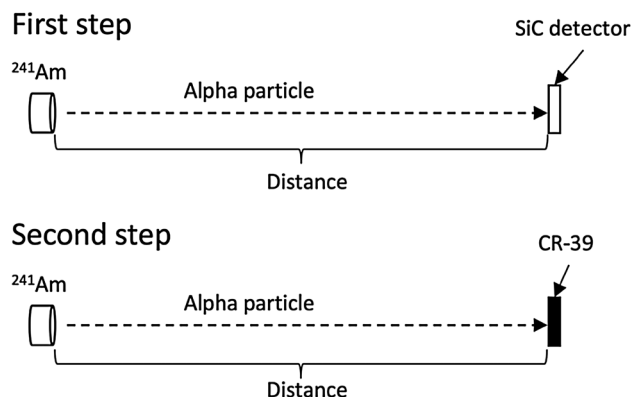 First step
SiC detector
²⁴¹Am
Alpha particle
Distance
Second step
CR-39
²⁴¹Am
Alpha particle
Distance